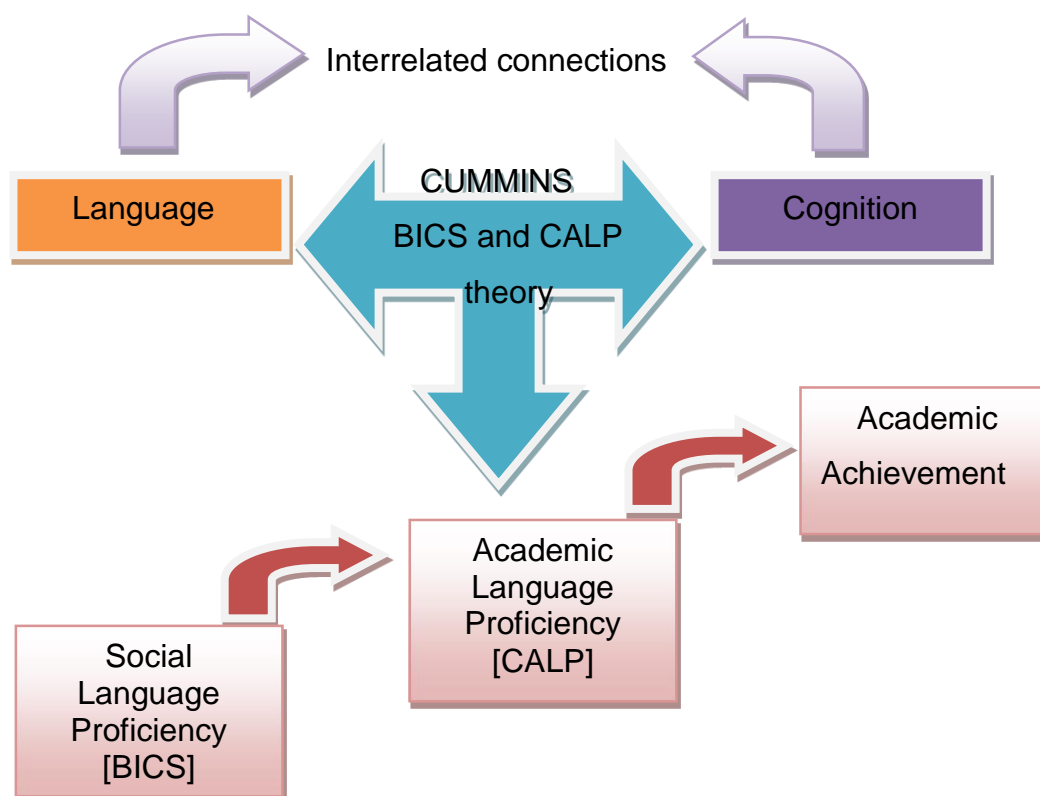 Interrelated connections
Language
CUMMINS
BICS and CALP
theory
Cognition
Academic
Achievement
Academic
Language
Proficiency
[CALP]
Social
Language
Proficiency
[BICS]